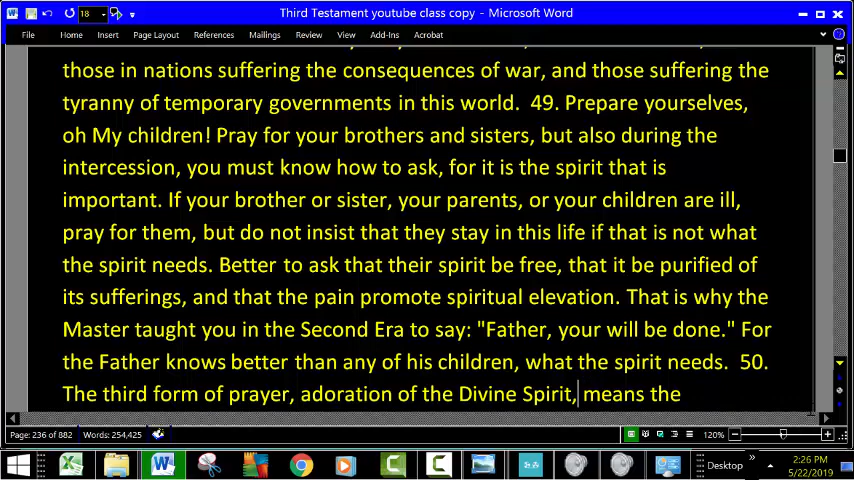 18
Third Testament youtube class copy - Microsoft Word
File Home Insert Page Layout References Mailings Review View Add-Ins Acrobat
those in nations suffering the consequences of war, and those suffering the
tyranny of temporary governments in this world. 49. Prepare yourselves,
oh My children! Pray for your brothers and sisters, but also during the
intercession, you must know how to ask, for it is the spirit that is
important. If your brother or sister, your parents, or your children are ill,
pray for them, but do not insist that they stay in this life if that is not what
the spirit needs. Better to ask that their spirit be free, that it be purified of
its sufferings, and that the pain promote spiritual elevation. That is why the
Master taught you in the Second Era to say: "Father, your will be done." For
the Father knows better than any of his children, what the spirit needs. 50.
The third form of prayer, adoration of the Divine Spirit, means the
Page: 236 of 882 Words: 254,425 120%
Desktop 2:26 PM
5/22/2019